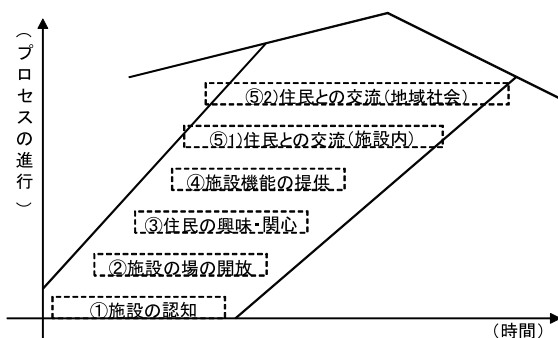 （プロセスの進行）
⑤2)住民との交流(地域社会)
⑤1)住民との交流(施設内)
④施設機能の提供
③住民の興味・関心
②施設の場の開放
①施設の認知
(時間)